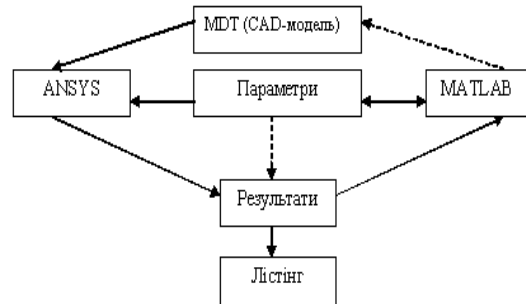 MDT (CAD-модель)
ANSYS
Параметри
MATLAB
Результати
Лістінг